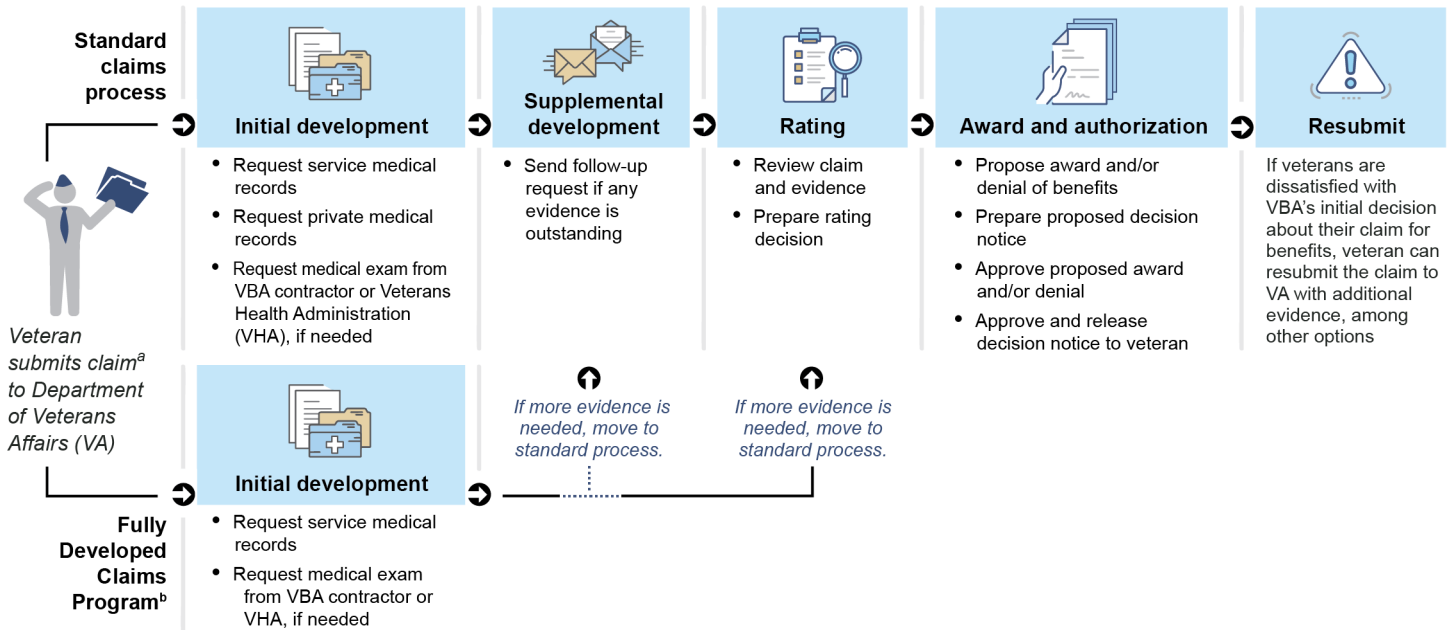 Standard
claims
process
Veteran
submits claimᵃ
to Department
of Veterans
Affairs (VA)
Initial development
• Request service medical
records
• Request private medical
records
• Request medical exam from
VBA contractor or Veterans
Health Administration
(VHA), if needed
Supplemental
development
• Send follow-up
request if any
evidence is
outstanding
Rating
• Review claim
and evidence
• Prepare rating
decision
Award and authorization
• Propose award and/or
denial of benefits
• Prepare proposed decision
notice
• Approve proposed award
and/or denial
• Approve and release
decision notice to veteran
Resubmit
If veterans are
dissatisfied with
VBA’s initial decision
about their claim for
benefits, veteran can
resubmit the claim to
VA with additional
evidence, among
other options
Fully
Developed
Claims
Programᵇ
Initial development
• Request service medical
records
• Request medical exam
from VBA contractor or
VHA, if needed
If more evidence is
needed, move to
standard process.
If more evidence is
needed, move to
standard process.